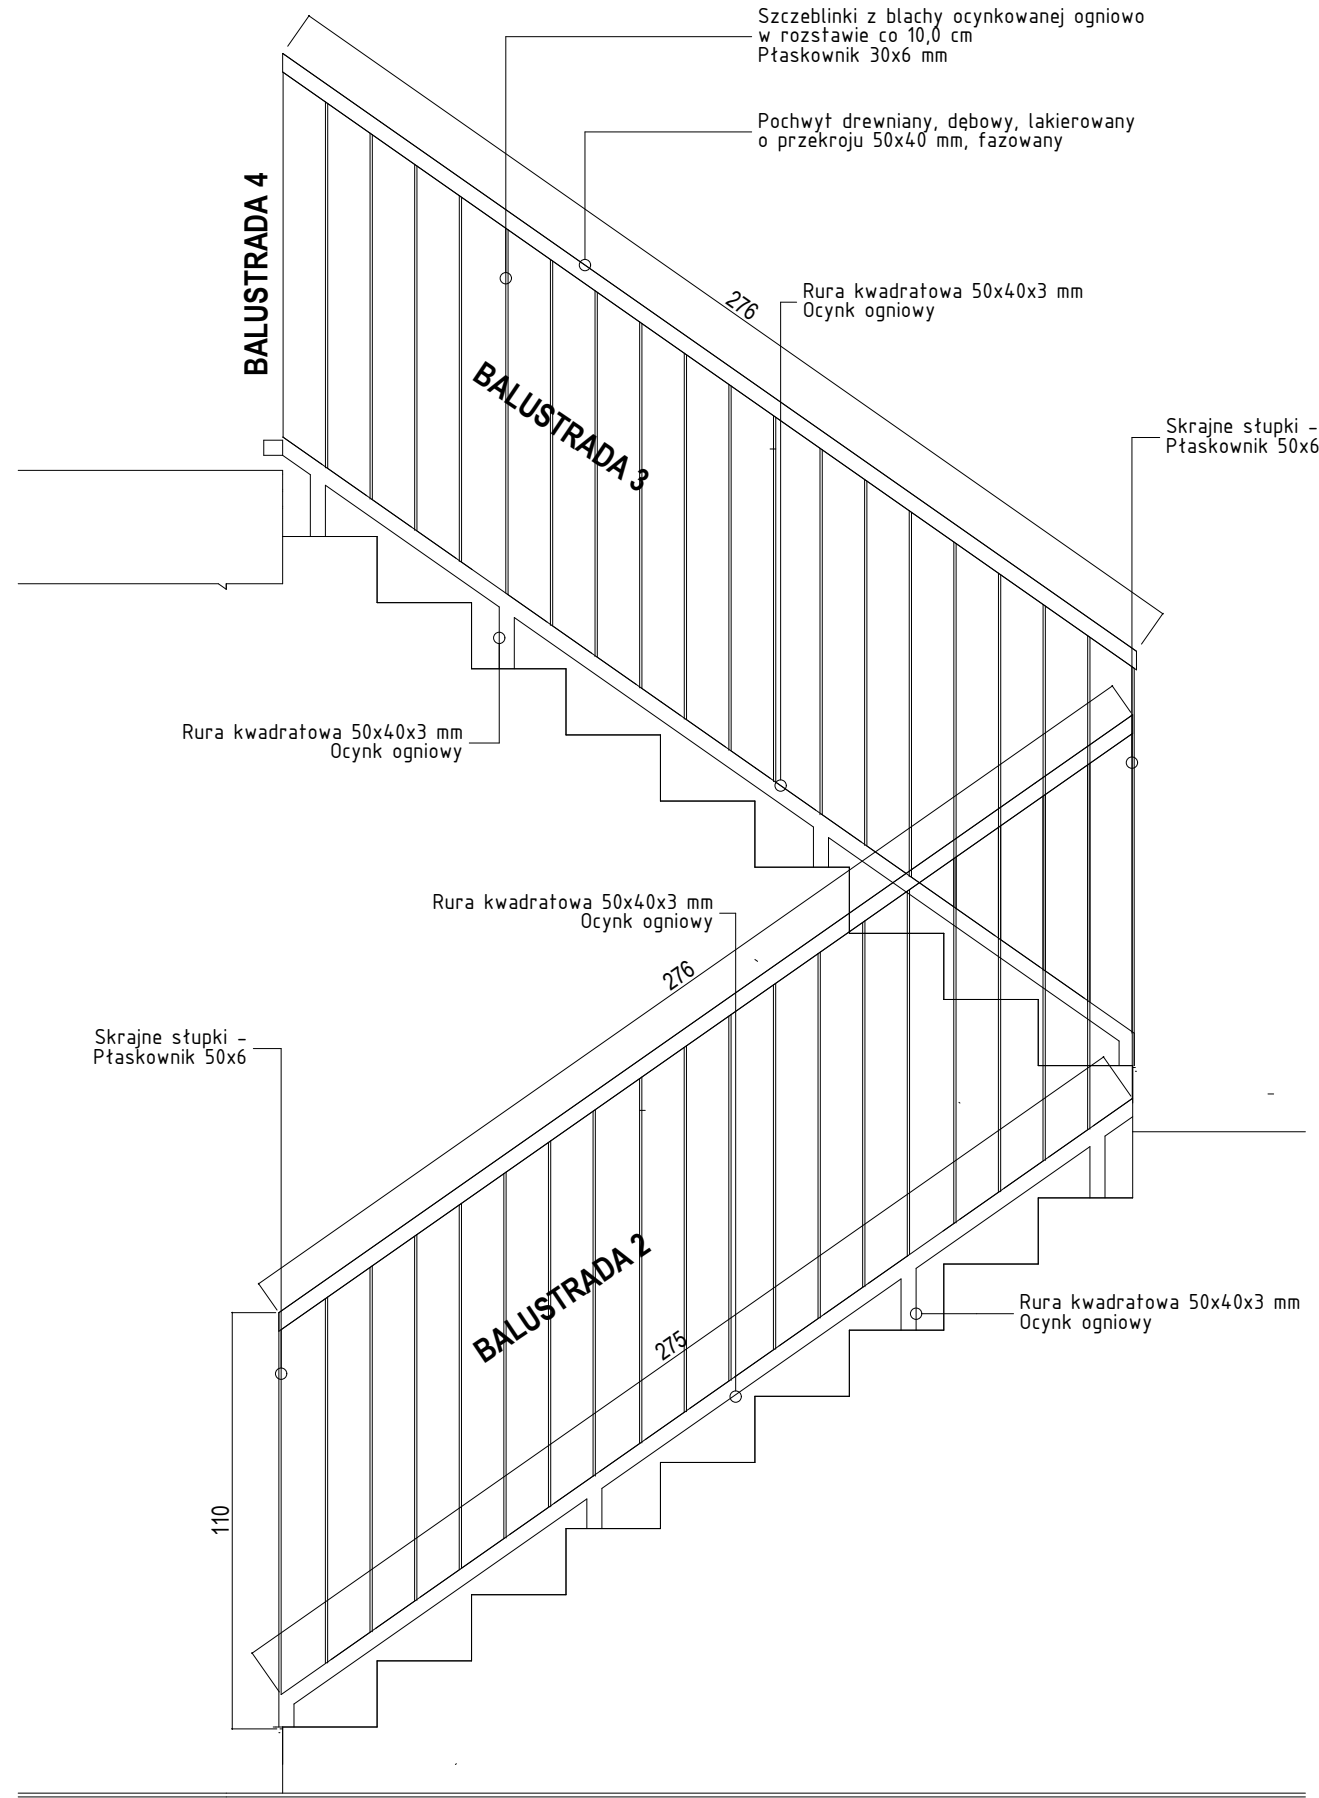 Szczeblinki z blachy ocynkowanej ogniowo
w rozstawie co 10,0 cm
Płaskownik 30x6 mm
Pochwyt drewniany, dębowy, lakierowany
o przekroju 50x40 mm, fazowany
BALUSTRADA 4
276
Rura kwadratowa 50x40x3 mm
Ocynk ogniowy
BALUSTRADA 3
Skrajne słupki -
Płaskownik 50x6
Rura kwadratowa 50x40x3 mm
Ocynk ogniowy
Rura kwadratowa 50x40x3 mm
Ocynk ogniowy
276
Skrajne słupki -
Płaskownik 50x6
BALUSTRADA 2
275
Rura kwadratowa 50x40x3 mm
Ocynk ogniowy
110